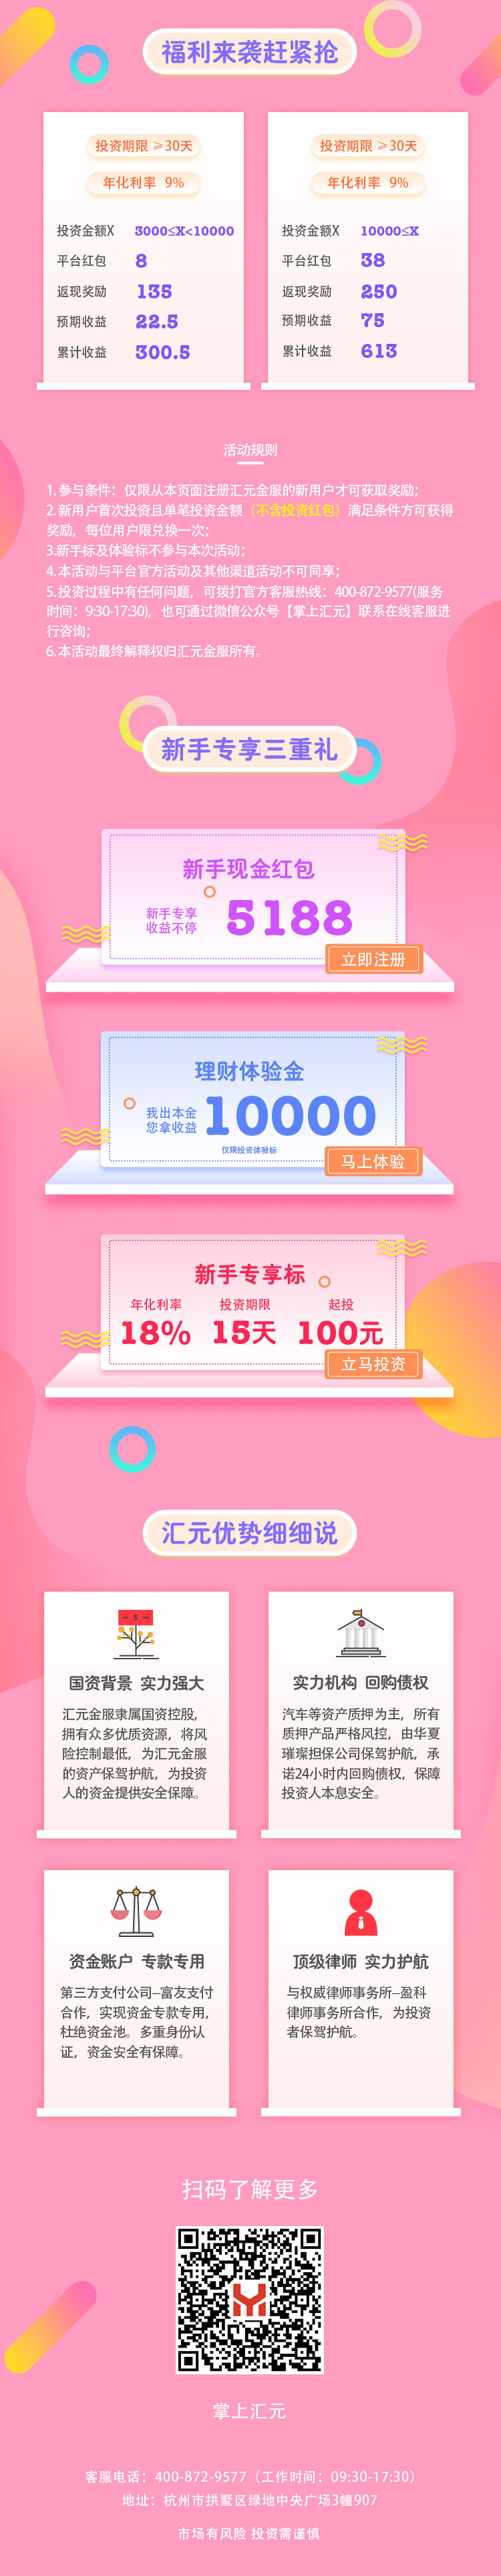 福利来袭赶紧抢
投资期限 ≥30天
年化利率 9%
投资金额X 3000≤X<10000
平台红包 8
返现奖励 135
预期收益 22.5
累计收益 300.5
投资期限 ≥30天
年化利率 9%
投资金额X 10000≤X
平台红包 38
返现奖励 250
预期收益 75
累计收益 613
活动规则
1. 参与条件：仅限从本页面注册汇元金服的新用户才可获取奖励；
2. 新用户首次投资且单笔投资金额（不含投资红包）满足条件方可获得
奖励，每位用户限兑换一次；
3.新手标及体验标不参与本次活动；
4. 本活动与平台官方活动及其他渠道活动不可同享；
5. 投资过程中有任何问题，可拨打官方客服热线：400-872-9577(服务
时间：9:30-17:30)，也可通过微信公众号【掌上汇元】联系在线客服进
行咨询；
6. 本活动最终解释权归汇元金服所有。
新手专享三重礼
新手现金红包
新手专享
收益不停
5188
立即注册
理财体验金
我出本金
您拿收益
10000
仅限投资体验标
马上体验
新手专享标
年化利率 投资期限 起投
18% 15天 100元
立马投资
汇元优势细细说
$
国资背景 实力强大
汇元金服隶属国资控股，
拥有众多优质资源，将风
险控制最低，为汇元金服
的资产保驾护航，为投资
人的资金提供安全保障。
实力机构 回购债权
汽车等资产质押为主，所有
质押产品严格风控，由华夏
璀璨担保公司保驾护航，承
诺24小时内回购债权，保障
投资人本息安全。
资金账户 专款专用
第三方支付公司--富友支付
合作，实现资金专款专用，
杜绝资金池。多重身份认
证，资金安全有保障。
顶级律师 实力护航
与权威律师事务所--盈科
律师事务所合作，为投资
者保驾护航。
扫码了解更多
掌上汇元
客服电话：400-872-9577（工作时间：09:30-17:30）
地址：杭州市拱墅区绿地中央广场3幢907
市场有风险 投资需谨慎